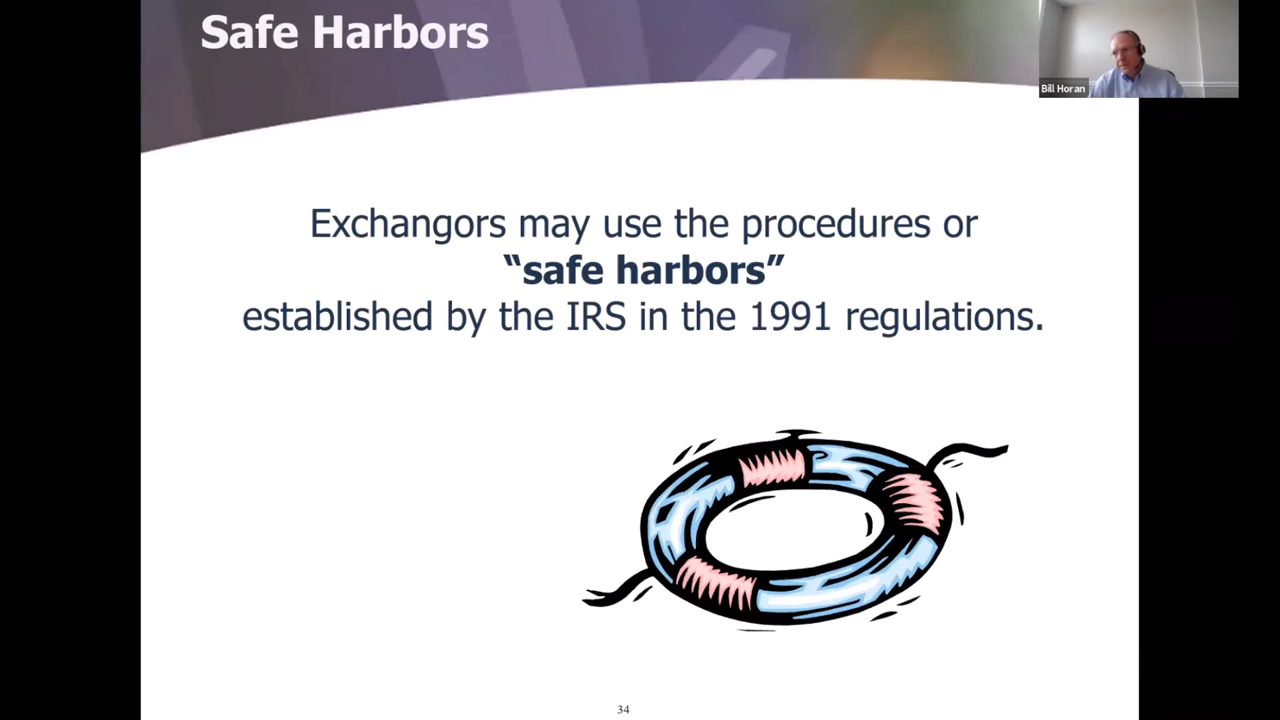 Safe Harbors
Bill Horan
Exchangors may use the procedures or
“safe harbors”
established by the IRS in the 1991 regulations.
34